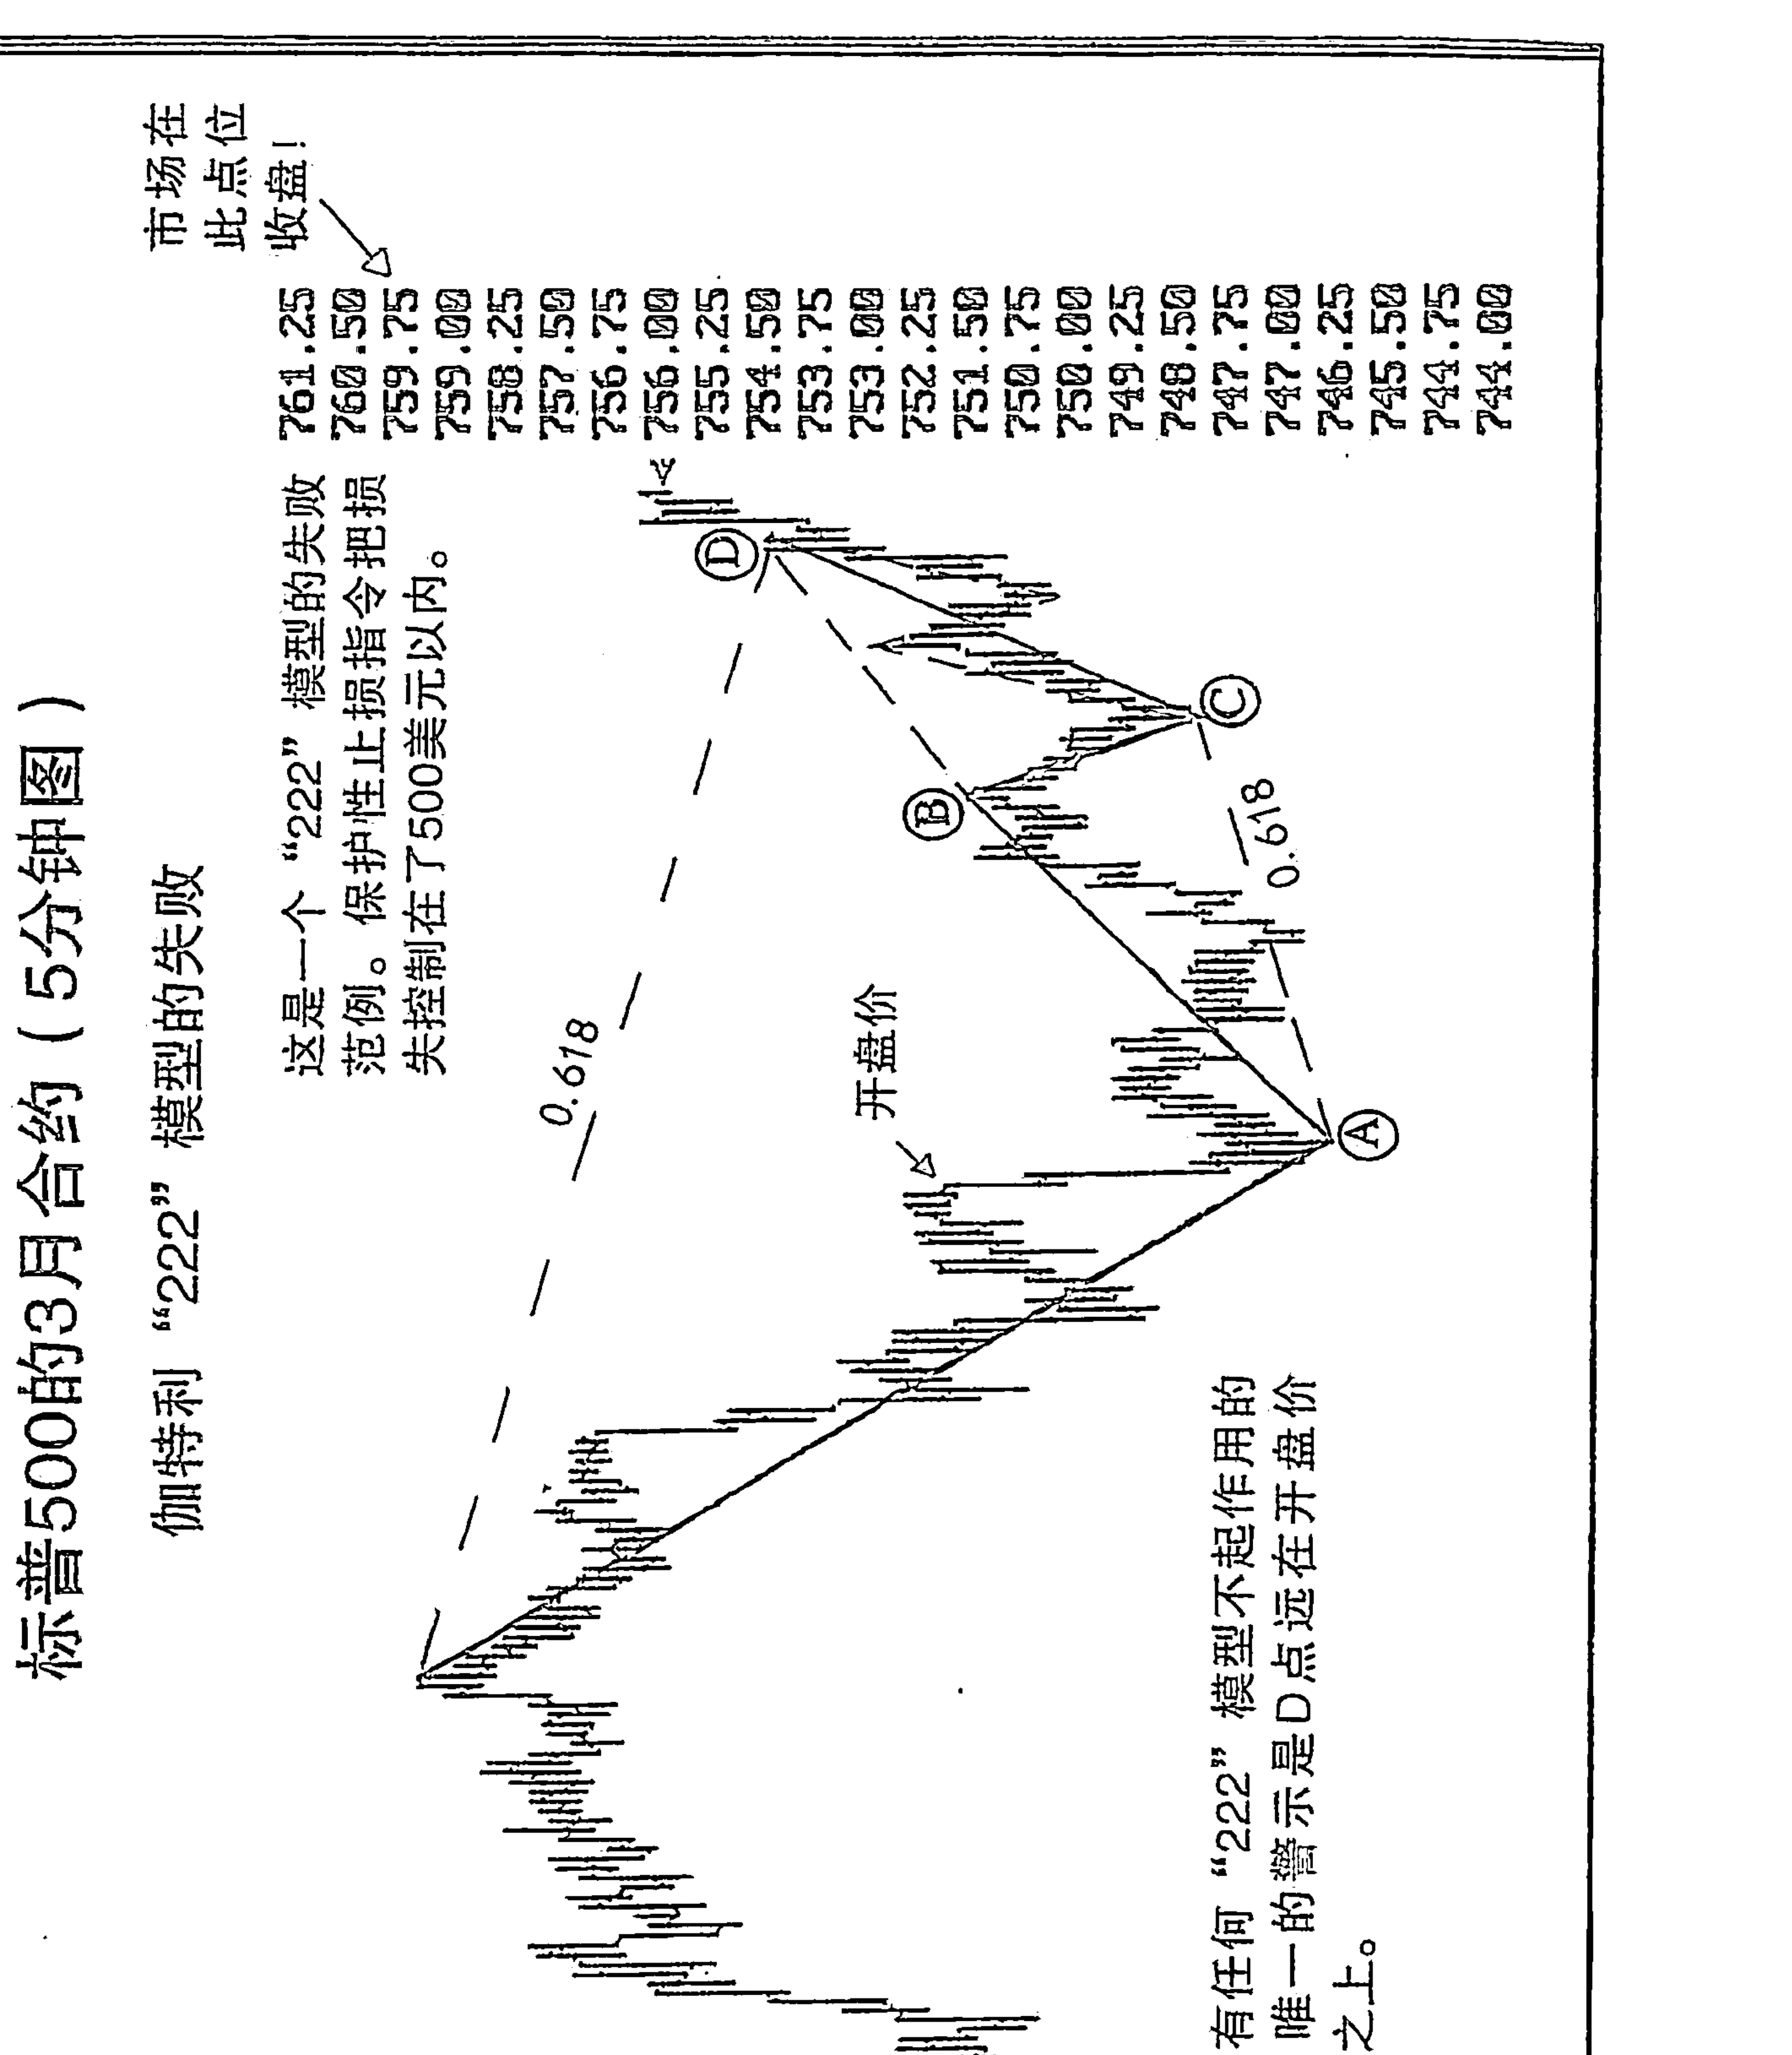 标普500的3月合约（5分钟图）
伽特利“222”模型的失败
这是一个“222”模型的失败
范例。保护性止损指令把损
失控制在了500美元以内。
市场在
此点位
收盘！
761.25
760.50
759.75
759.00
758.25
757.50
756.75
756.00
755.25
754.50
753.75
753.00
752.25
751.50
750.75
750.00
749.25
748.50
747.75
747.00
746.25
745.50
744.75
744.00
0.618
D
B
开盘价
C
0.618
A
有任何“222”模型不起作用的
唯一的警示是D点远在开盘价
之上。